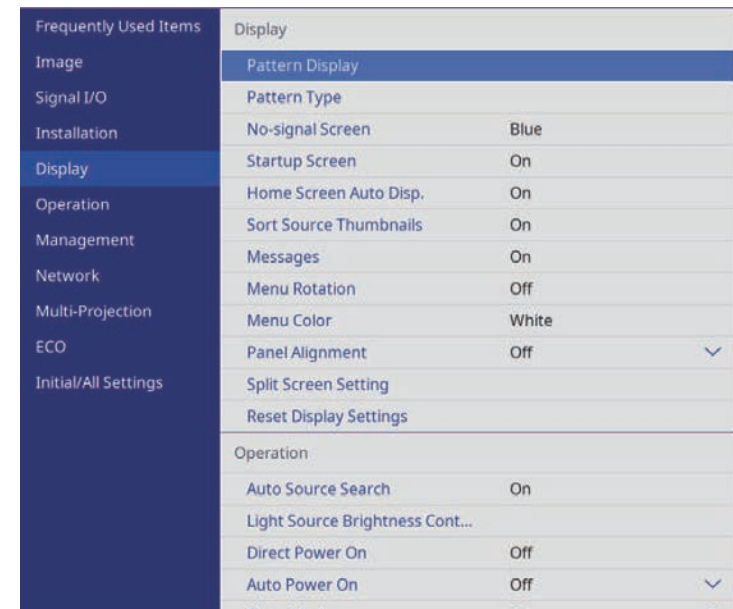 Frequently Used Items
Image
Signal I/O
Installation
Display
Operation
Management
Network
Multi-Projection
ECO
Initial/All Settings
Display
Pattern Display
Pattern Type
No-signal Screen Blue
Startup Screen On
Home Screen Auto Disp. On
Sort Source Thumbnails On
Messages On
Menu Rotation Off
Menu Color White
Panel Alignment Off
Split Screen Setting
Reset Display Settings
Operation
Auto Source Search On
Light Source Brightness Cont...
Direct Power On Off
Auto Power On Off